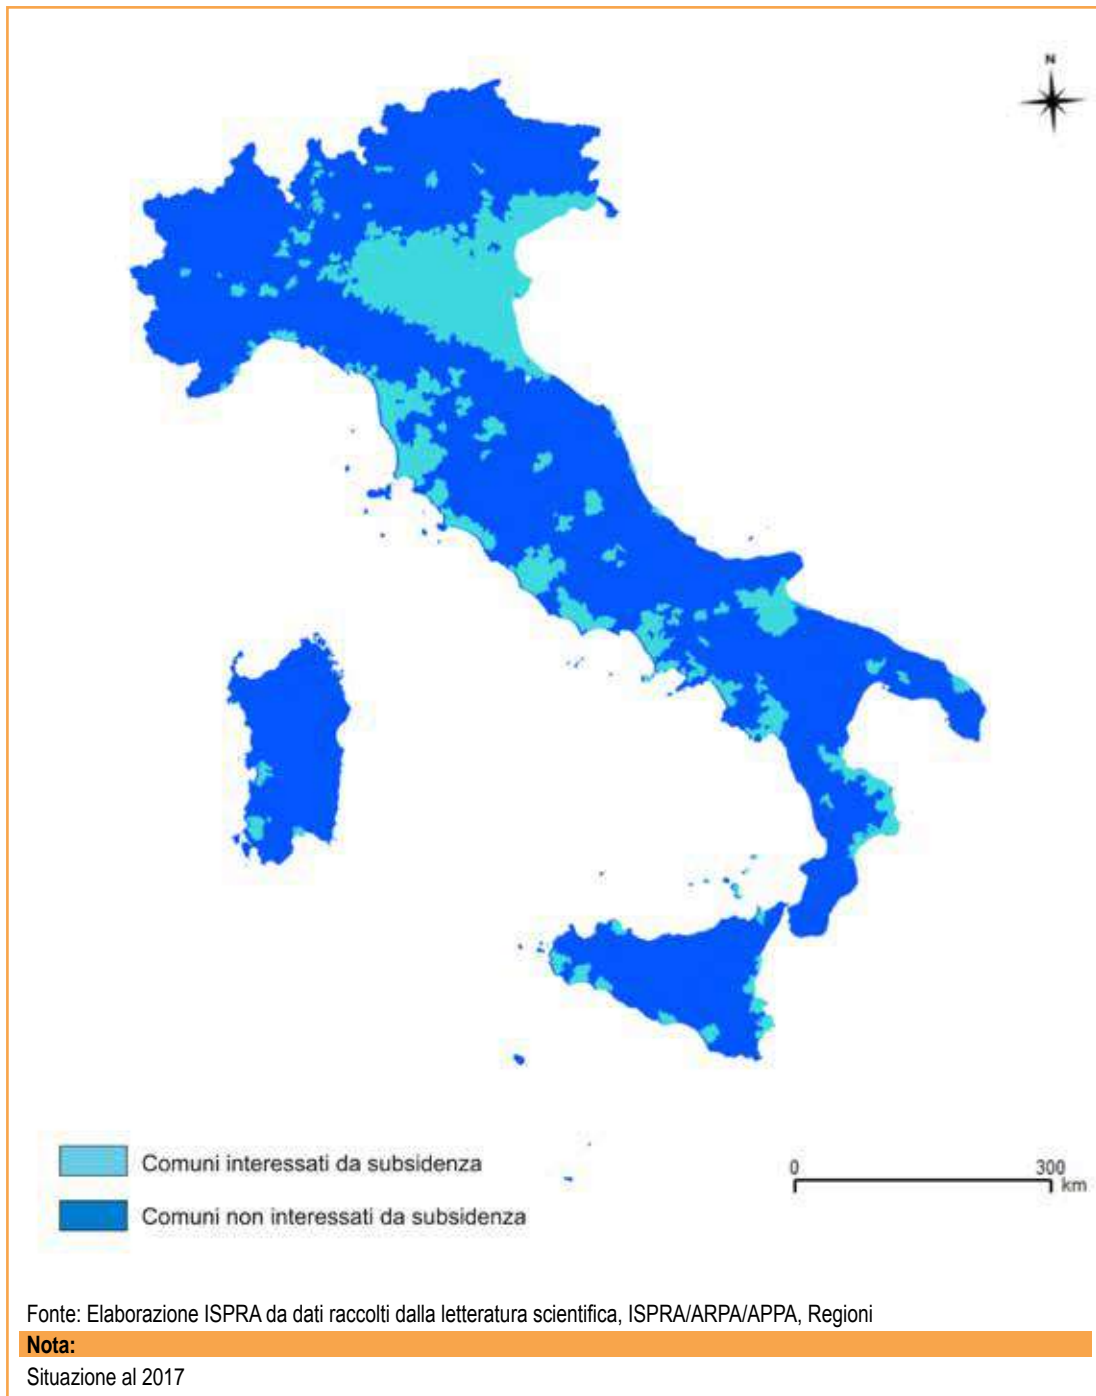 N
Comuni interessati da subsidenza
Comuni non interessati da subsidenza
0 300
km
Fonte: Elaborazione ISPRA da dati raccolti dalla letteratura scientifica, ISPRA/ARPA/APPA, Regioni
Nota:
Situazione al 2017